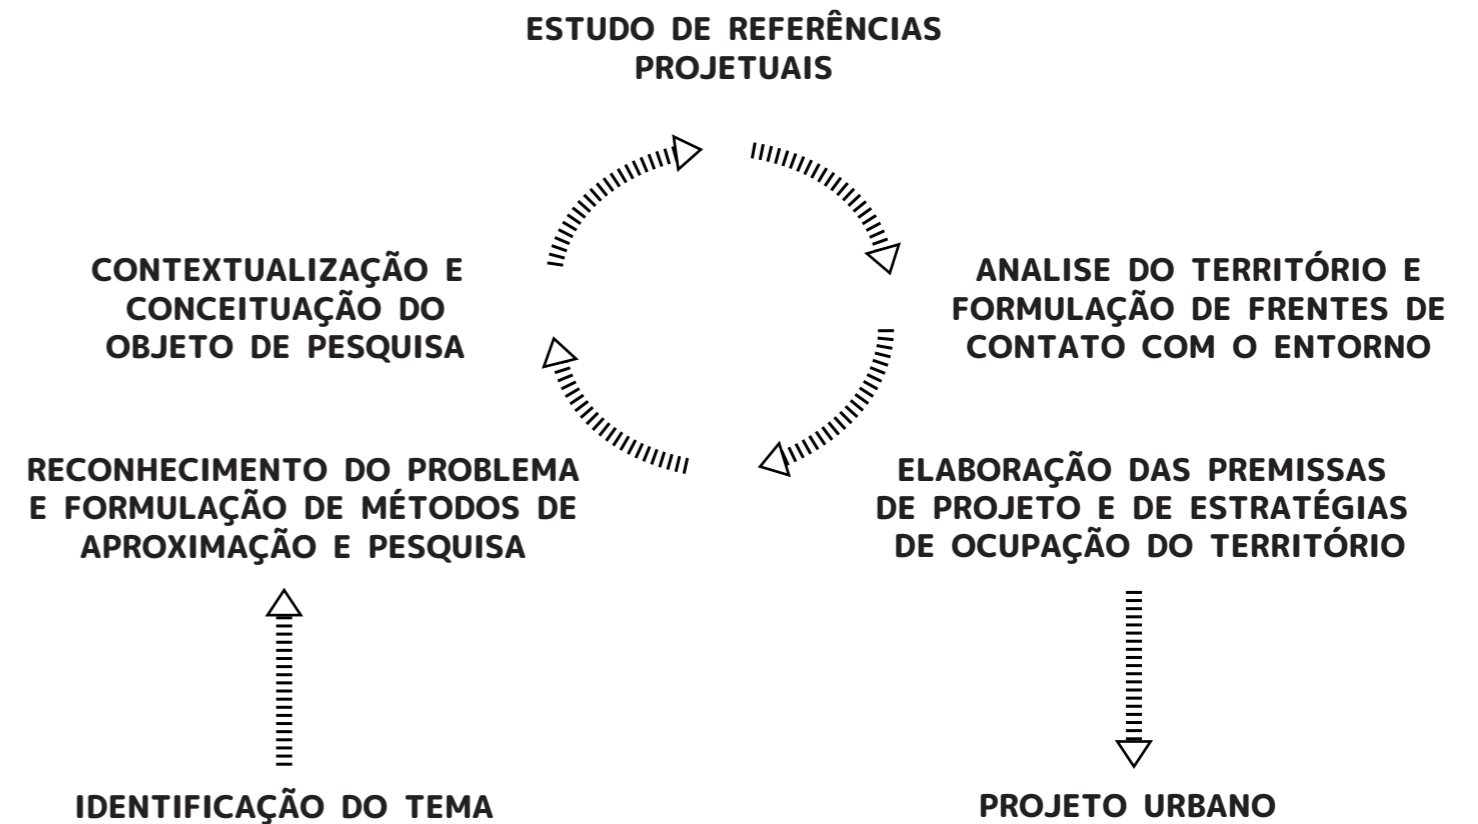 ESTUDO DE REFERÊNCIAS
PROJETUAIS
CONTEXTUALIZAÇÃO E
CONCEITUAÇÃO DO
OBJETO DE PESQUISA
ANALISE DO TERRITÓRIO E
FORMULAÇÃO DE FRENTES DE
CONTATO COM O ENTORNO
RECONHECIMENTO DO PROBLEMA
E FORMULAÇÃO DE MÉTODOS DE
APROXIMAÇÃO E PESQUISA
ELABORAÇÃO DAS PREMISSAS
DE PROJETO E DE ESTRATÉGIAS
DE OCUPAÇÃO DO TERRITÓRIO
IDENTIFICAÇÃO DO TEMA
PROJETO URBANO